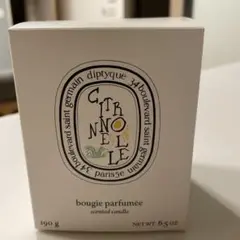 diptyque 34 boulevard saint germain paris5e 34 boulevard saint germain
CITRONNELLE
bougie parfumée
scented candle
190 g NET WT 6.5 OZ